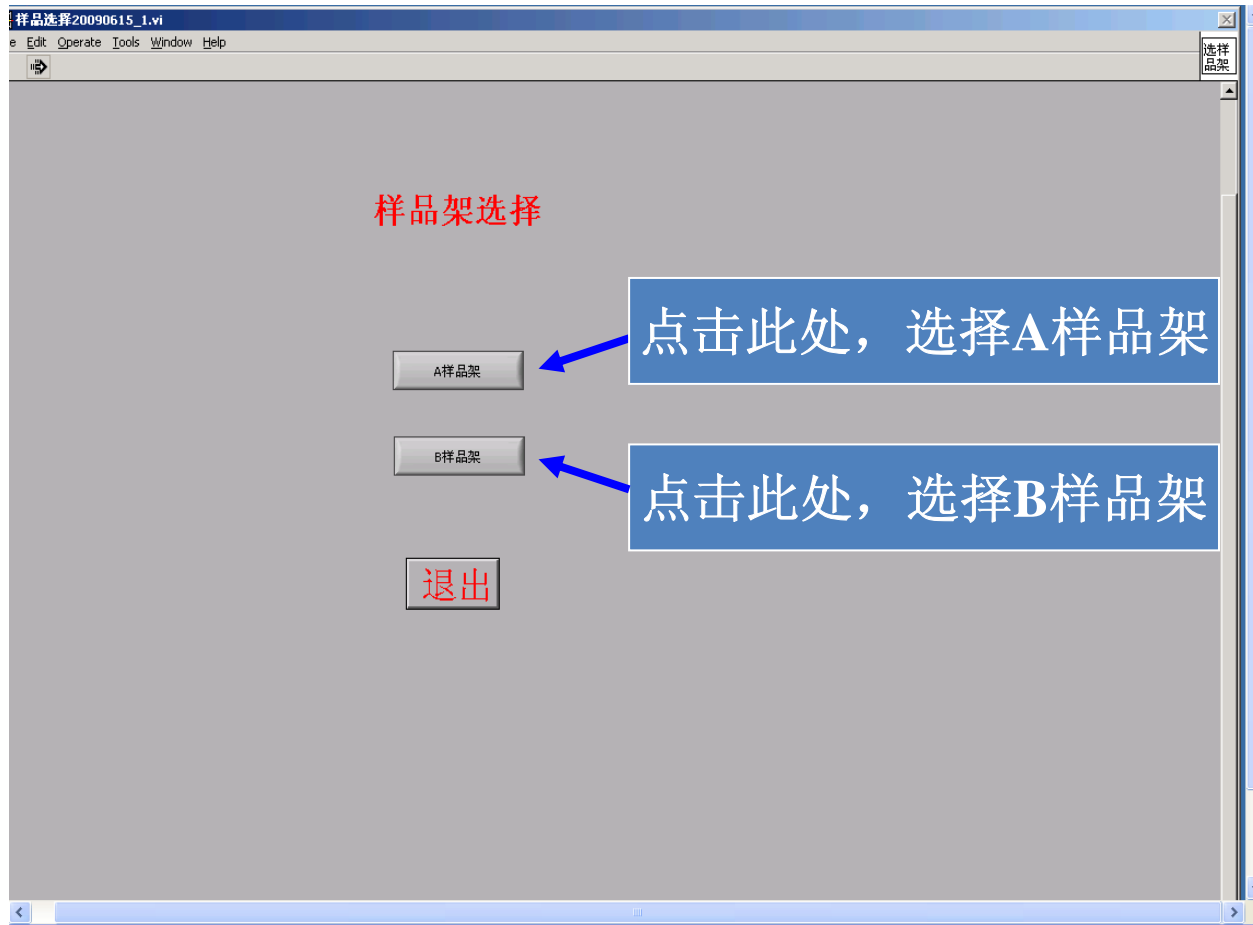 样品选择20090615_1.vi
e Edit Operate Tools Window Help
选样
品架
样品架选择
点击此处，选择A样品架
A样品架
B样品架
点击此处，选择B样品架
退出